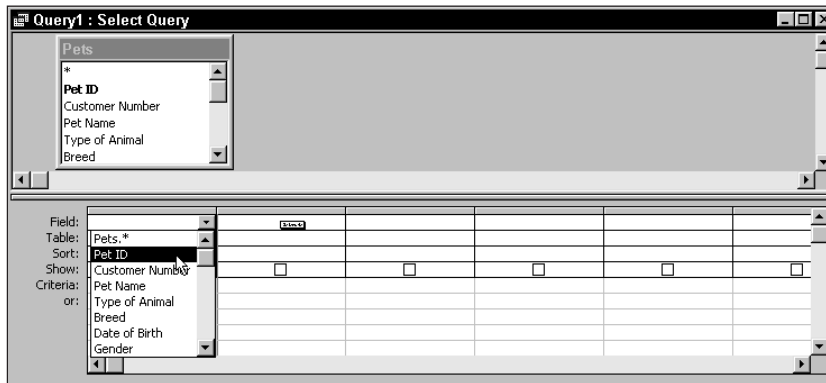 Query1 : Select Query
Pets
*
Pet ID
Customer Number
Pet Name
Type of Animal
Breed
Field:
Table:
Sort:
Show:
Criteria:
or:
Pets.*
Pet ID
Customer Number
Pet Name
Type of Animal
Breed
Date of Birth
Gender